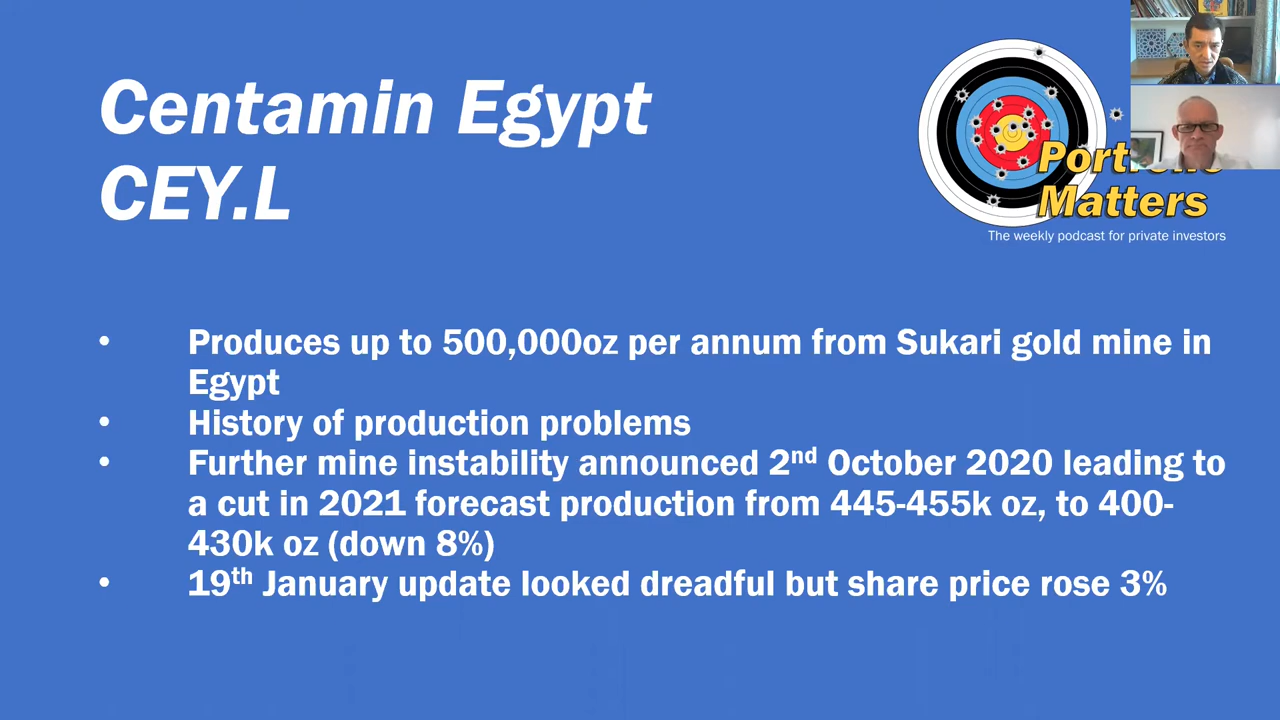 Centamin Egypt
CEY.L
Matters
The weekly podcast for private investors
• Produces up to 500,000oz per annum from Sukari gold mine in
Egypt
• History of production problems
• Further mine instability announced 2nd October 2020 leading to
a cut in 2021 forecast production from 445-455k oz, to 400-
430k oz (down 8%)
• 19th January update looked dreadful but share price rose 3%